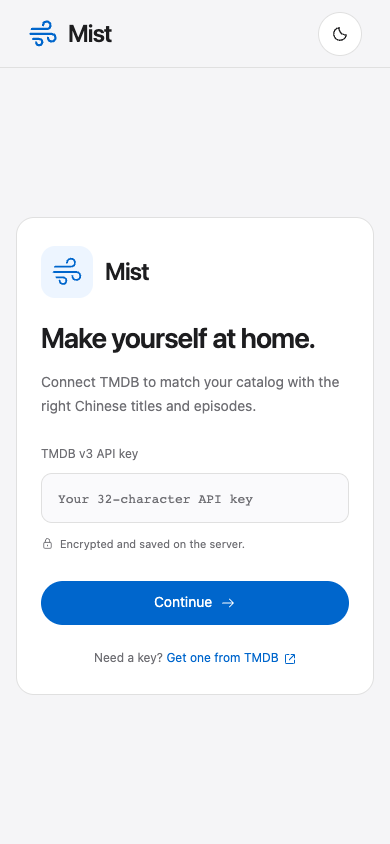 Mist
Mist
Make yourself at home.
Connect TMDB to match your catalog with the
right Chinese titles and episodes.
TMDB v3 API key
Your 32-character API key
Encrypted and saved on the server.
Continue
Need a key? Get one from TMDB